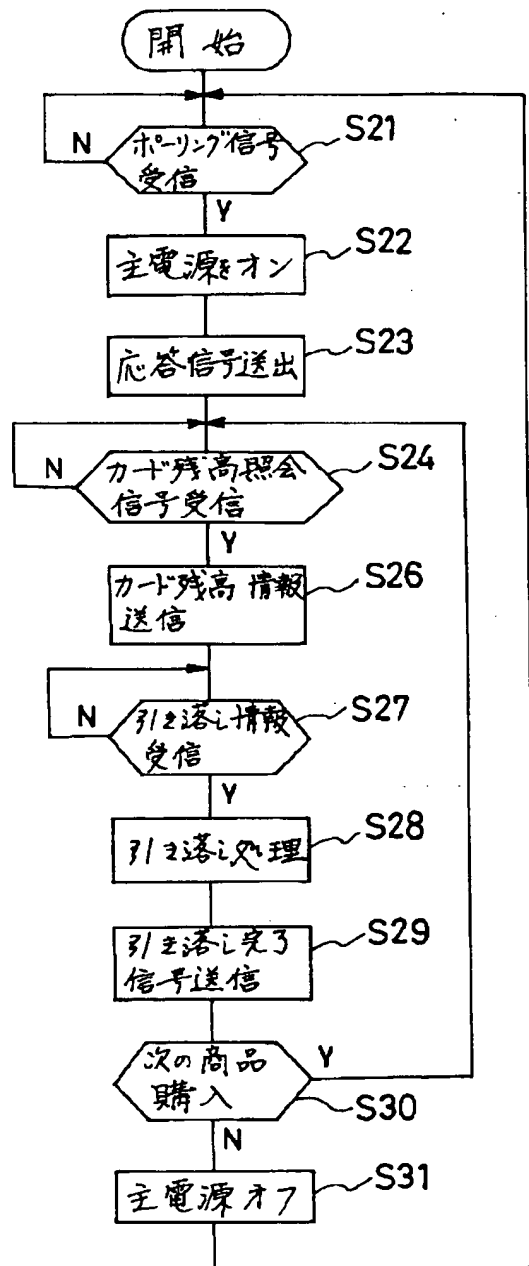 開始
N
ポーリング信号
受信
S21
Y
主電源をオン
S22
応答信号送出
S23
N
カード残高照会
信号受信
S24
Y
カード残高情報
送信
S26
N
引き落し情報
受信
S27
Y
引き落し処理
S28
引き落し完了
信号送信
S29
次の商品
購入
Y
S30
N
主電源オフ
S31